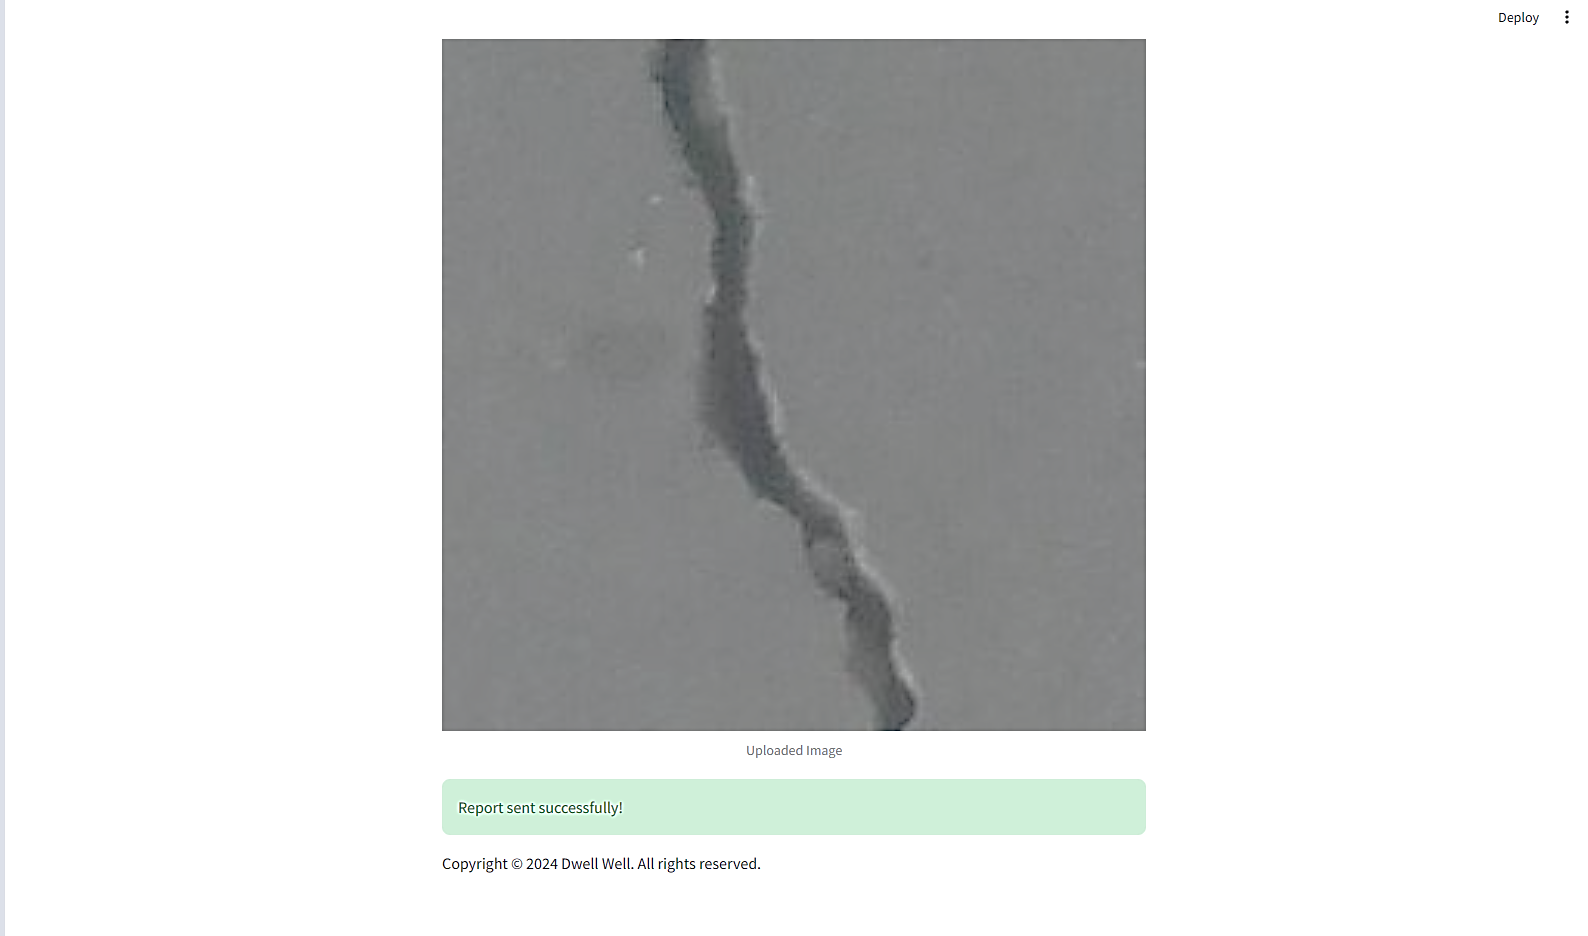 Deploy
Uploaded Image
Report sent successfully!
Copyright © 2024 Dwell Well. All rights reserved.